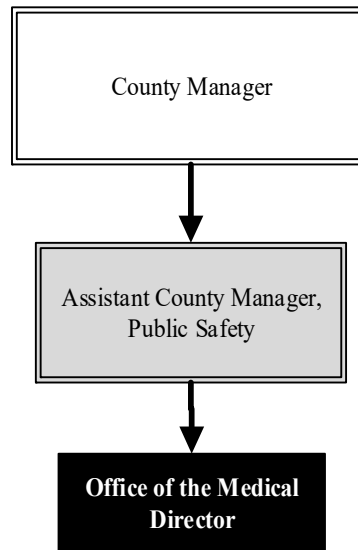 County Manager
Assistant County Manager,
Public Safety
Office of the Medical
Director